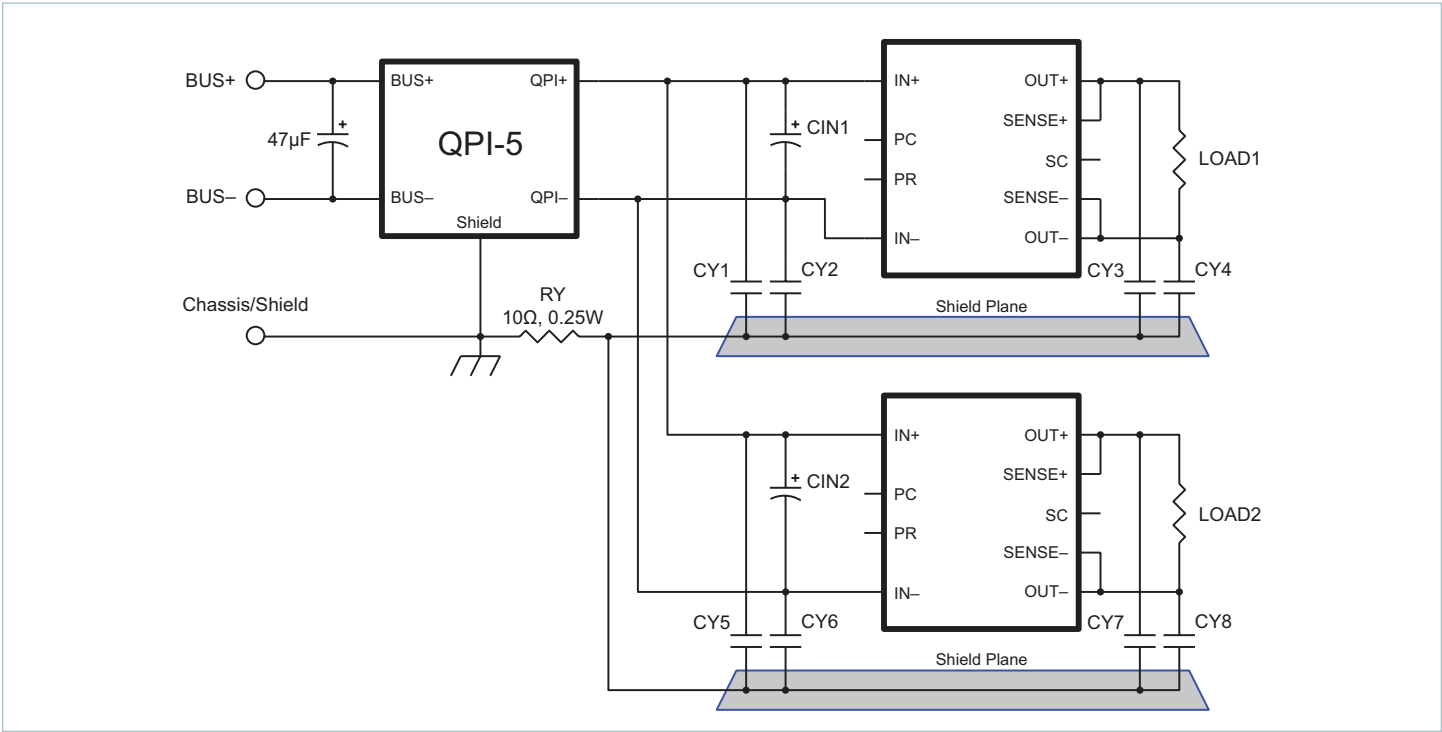 BUS+
BUS+
QPI+
47µF
+
QPI-5
BUS–
BUS–
QPI–
Shield
+
CIN1
IN+
OUT+
SENSE+
PC
SC
PR
SENSE–
IN–
OUT–
LOAD1
CY1
CY2
CY3
CY4
Chassis/Shield
RY
10Ω, 0.25W
Shield Plane
IN+
OUT+
+
CIN2
SENSE+
PC
SC
PR
SENSE–
IN–
OUT–
LOAD2
CY5
CY6
CY7
CY8
Shield Plane